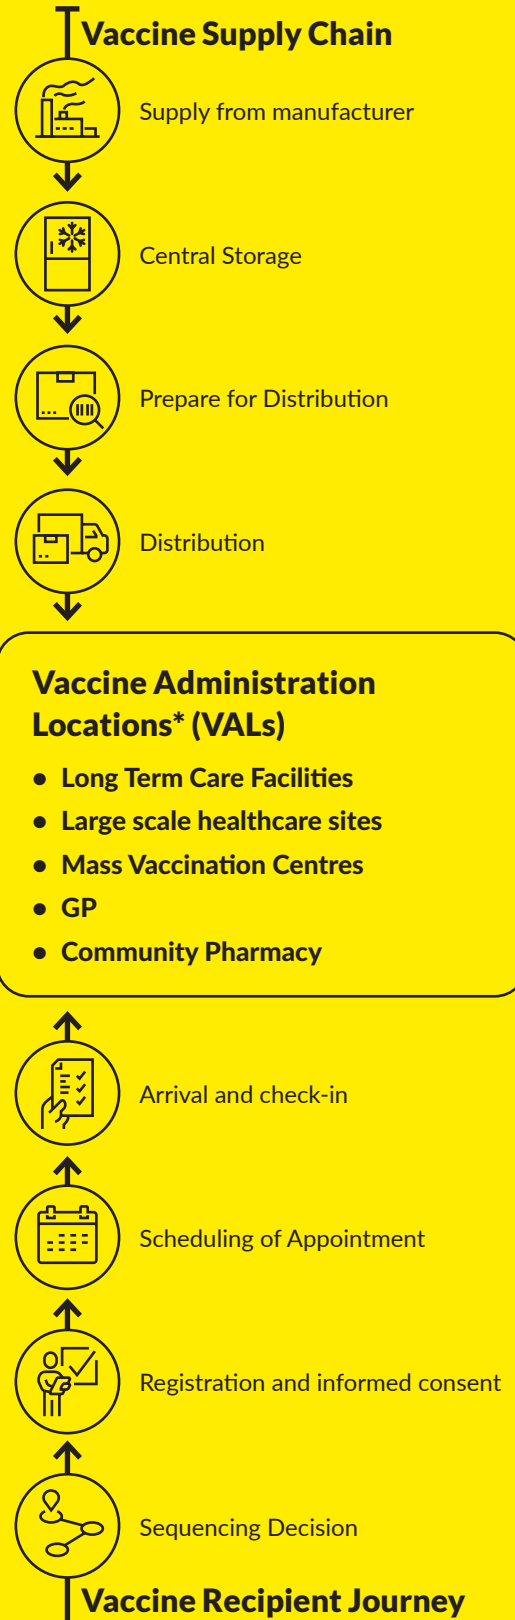 Vaccine Supply Chain
Supply from manufacturer
Central Storage
Prepare for Distribution
Distribution
Vaccine Administration
Locations* (VALs)
• Long Term Care Facilities
• Large scale healthcare sites
• Mass Vaccination Centres
• GP
• Community Pharmacy
Arrival and check-in
Scheduling of Appointment
Registration and informed consent
Sequencing Decision
Vaccine Recipient Journey